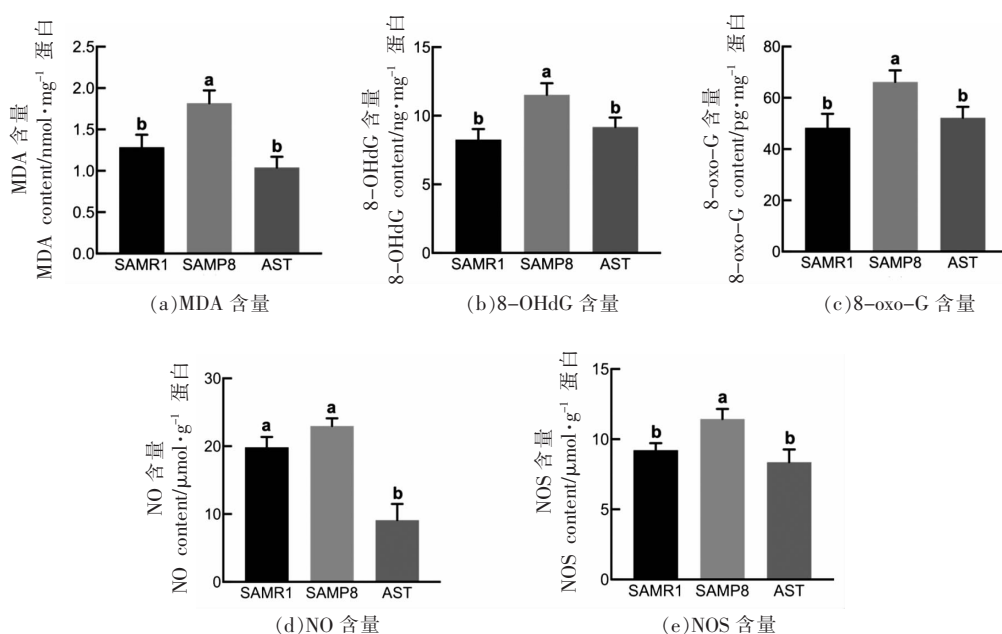 MDA 含量
MDA content/nmol·mg⁻¹ 蛋白
2.5
2.0
1.5
1.0
0.5
0.0
b
a
b
SAMR1 SAMP8 AST
(a)MDA 含量
8-OHdG 含量
8-OHdG content/ng·mg⁻¹ 蛋白
15
10
5
0
b
a
b
SAMR1 SAMP8 AST
(b)8-OHdG 含量
8-oxo-G 含量
8-oxo-G content/pg·mg⁻¹ 蛋白
80
60
40
20
0
b
a
b
SAMR1 SAMP8 AST
(c)8-oxo-G 含量
NO 含量
NO content/μmol·g⁻¹ 蛋白
30
20
10
0
a
a
b
SAMR1 SAMP8 AST
(d)NO 含量
NOS 含量
NOS content/μmol·g⁻¹ 蛋白
15
10
5
0
b
a
b
SAMR1 SAMP8 AST
(e)NOS 含量